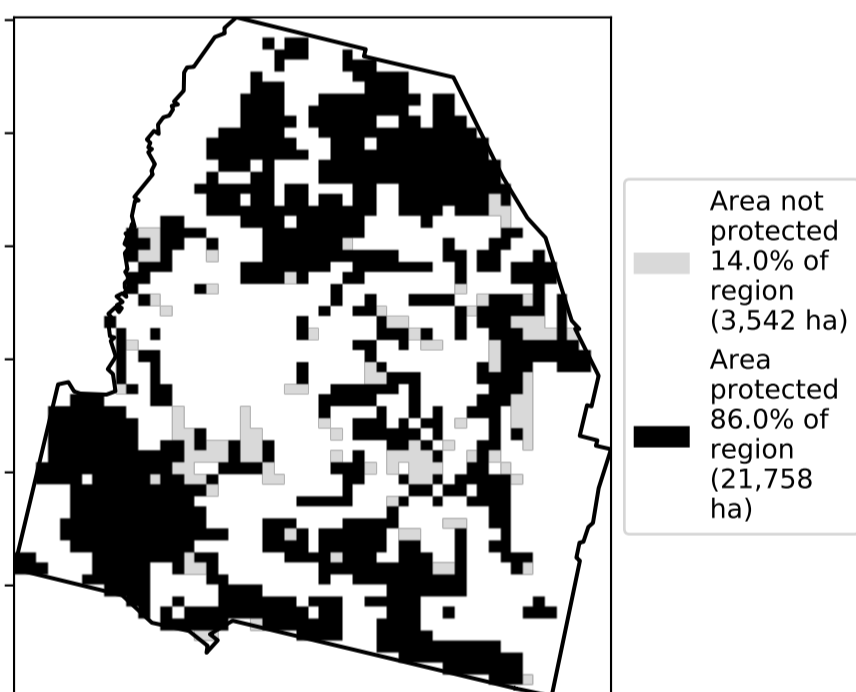 Area not
protected
14.0% of
region
(3,542 ha)
Area
protected
86.0% of
region
(21,758
ha)